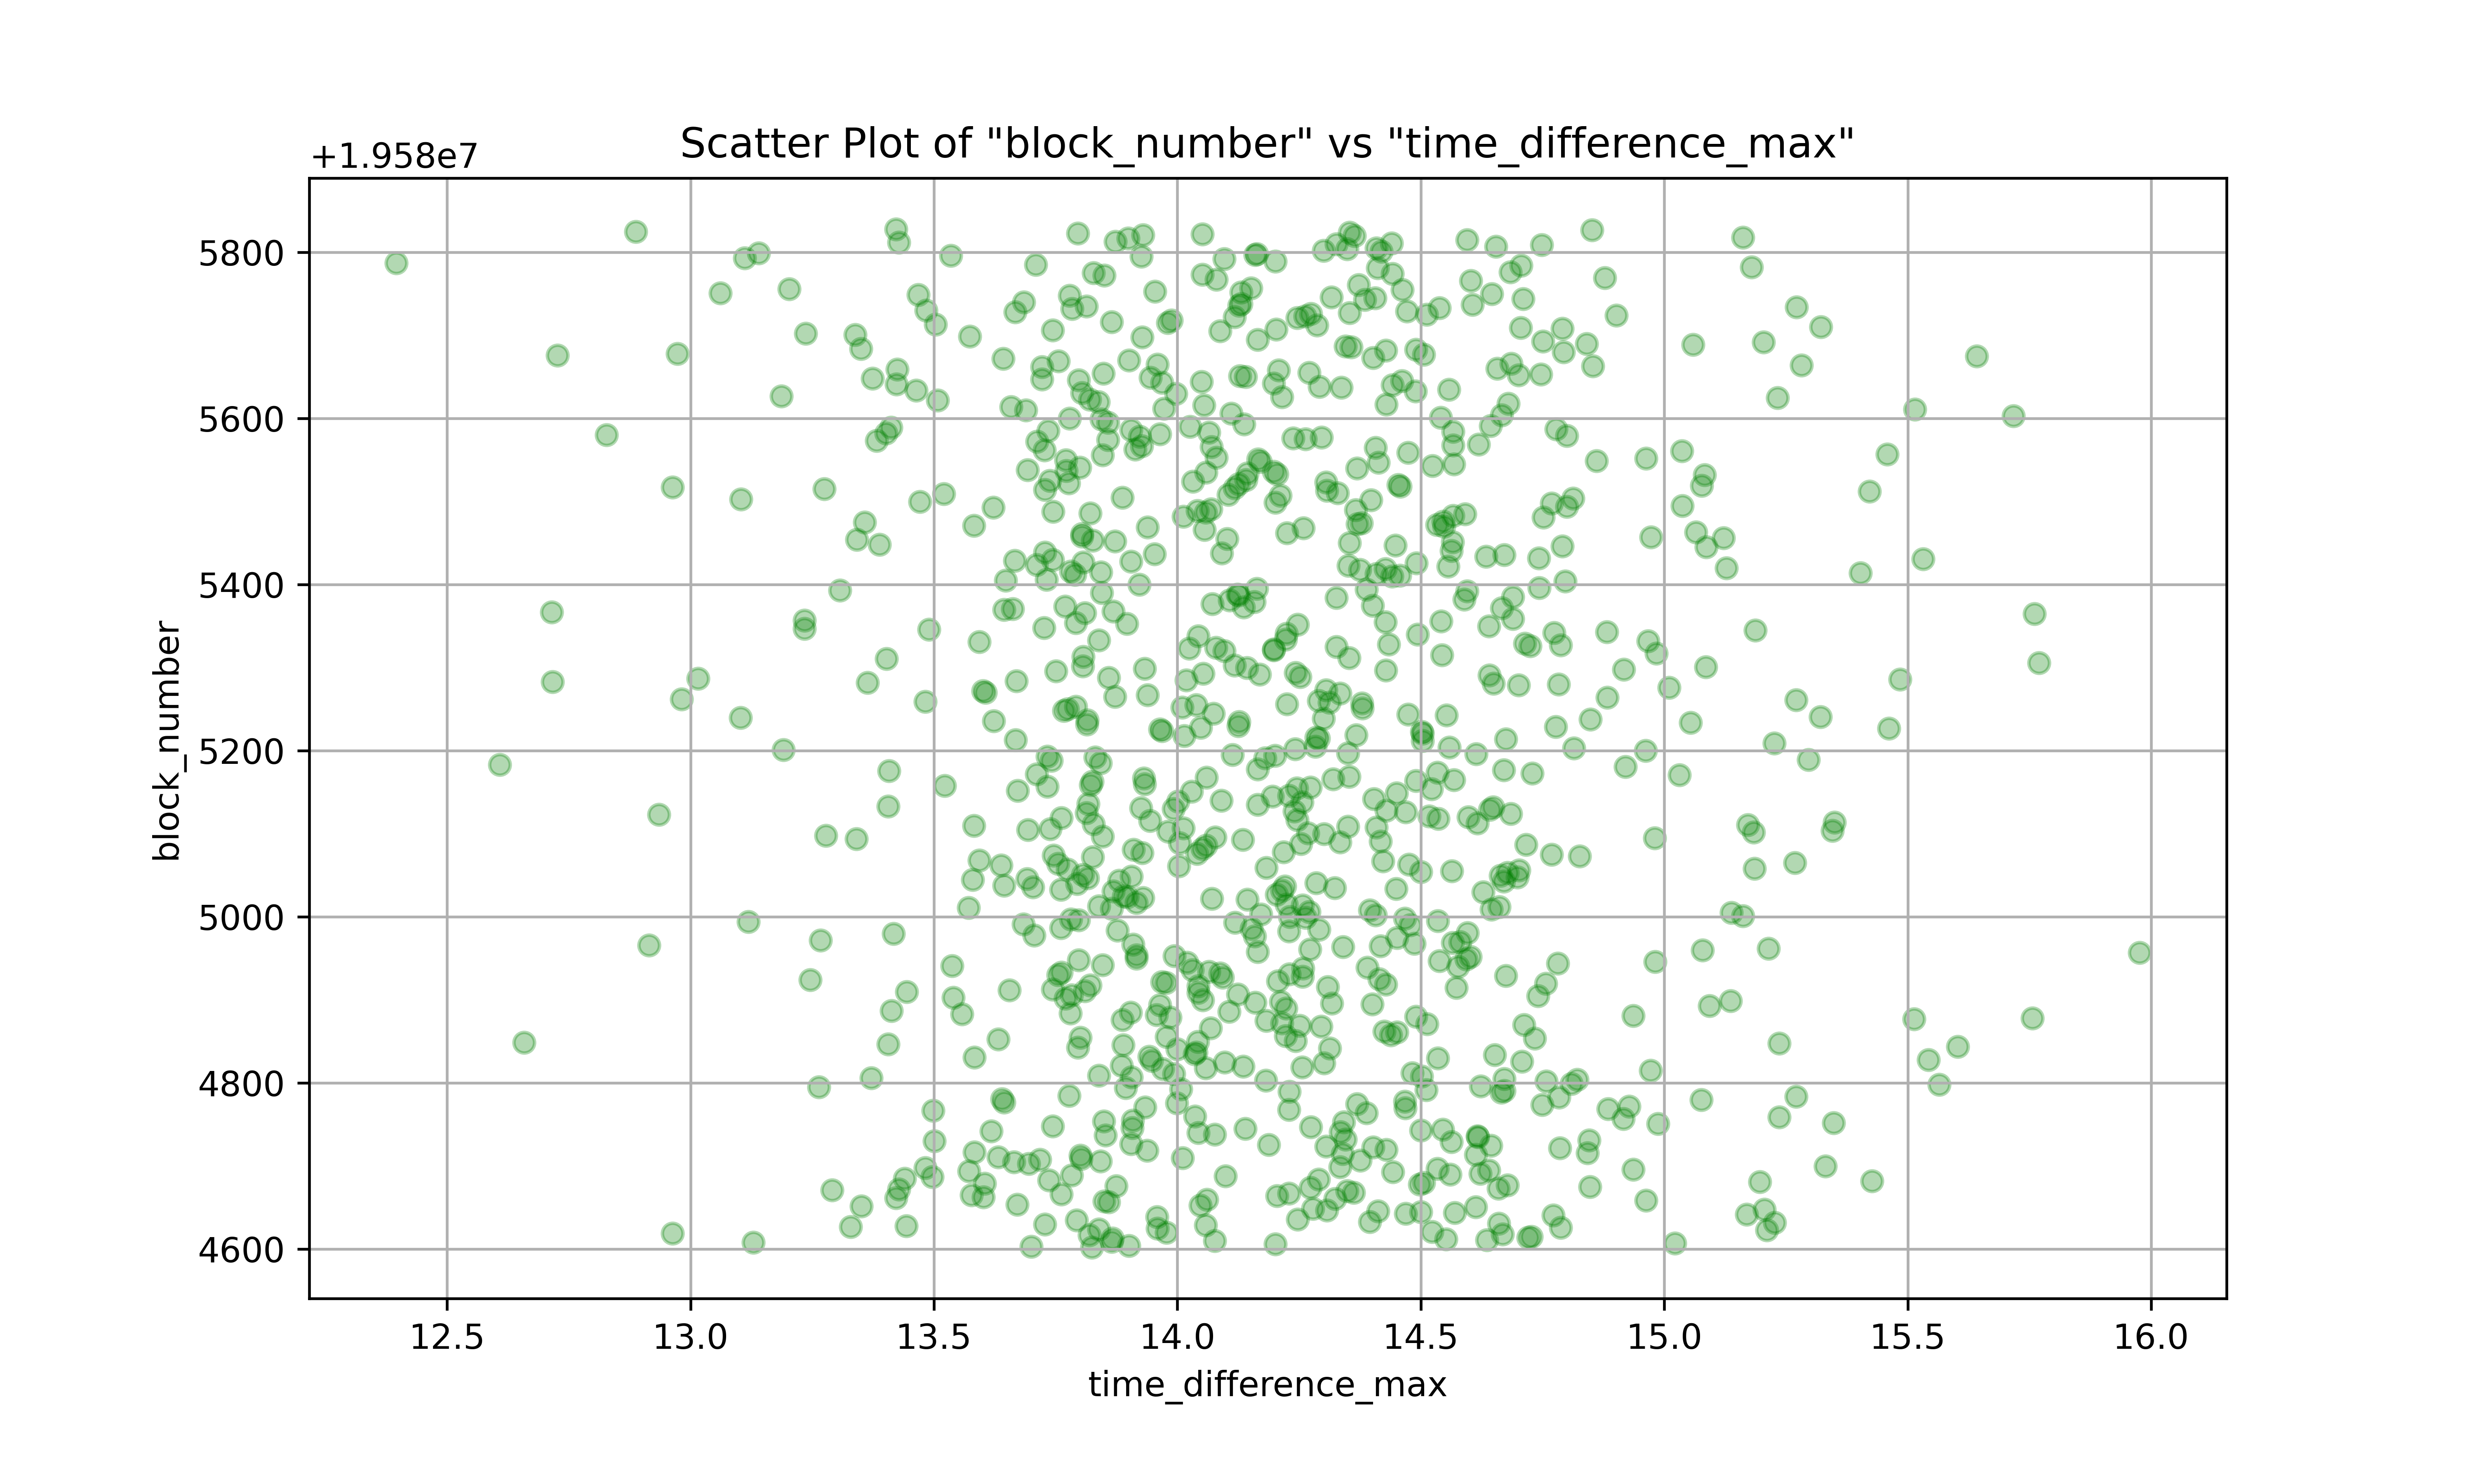 Scatter Plot of "block_number" vs "time_difference_max"
+1.958e7
5800
5600
5400
5200
5000
4800
4600
block_number
12.5 13.0 13.5 14.0 14.5 15.0 15.5 16.0
time_difference_max